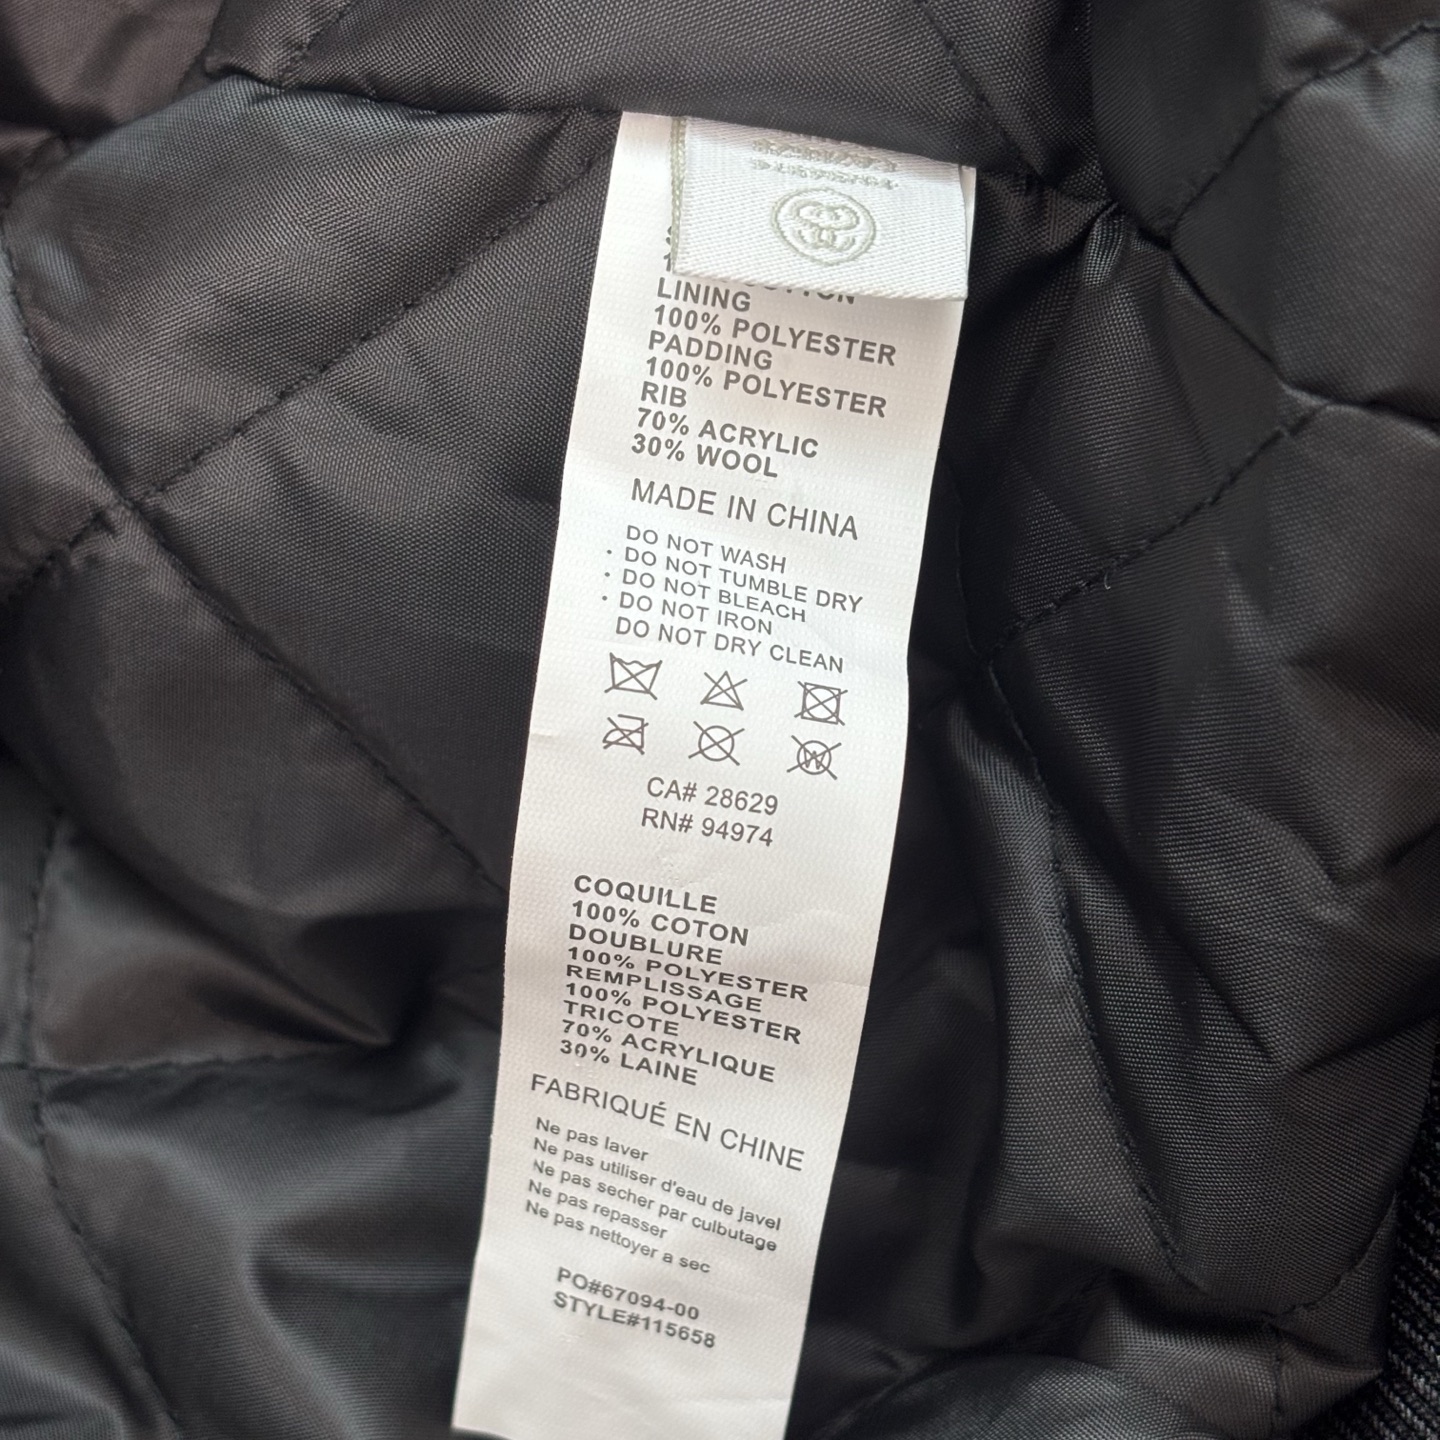 LINING
100% POLYESTER
PADDING
100% POLYESTER
RIB
70% ACRYLIC
30% WOOL
MADE IN CHINA
DO NOT WASH
· DO NOT TUMBLE DRY
· DO NOT BLEACH
· DO NOT IRON
DO NOT DRY CLEAN
W
CA# 28629
RN# 94974
COQUILLE
100% COTON
DOUBLURE
100% POLYESTER
REMPLISSAGE
100% POLYESTER
TRICOTE
70% ACRYLIQUE
30% LAINE
FABRIQUÉ EN CHINE
Ne pas laver
Ne pas utiliser d'eau de javel
Ne pas secher par culbutage
Ne pas repasser
Ne pas nettoyer a sec
PO#67094-00
STYLE#115658